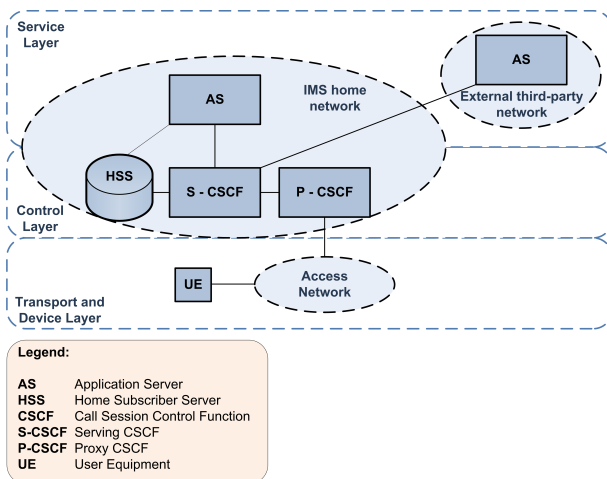 Service
Layer
AS
IMS home
network
AS
External third-party
network
HSS
S - CSCF
P - CSCF
Control
Layer
UE
Access
Network
Transport and
Device Layer
Legend:
AS Application Server
HSS Home Subscriber Server
CSCF Call Session Control Function
S-CSCF Serving CSCF
P-CSCF Proxy CSCF
UE User Equipment